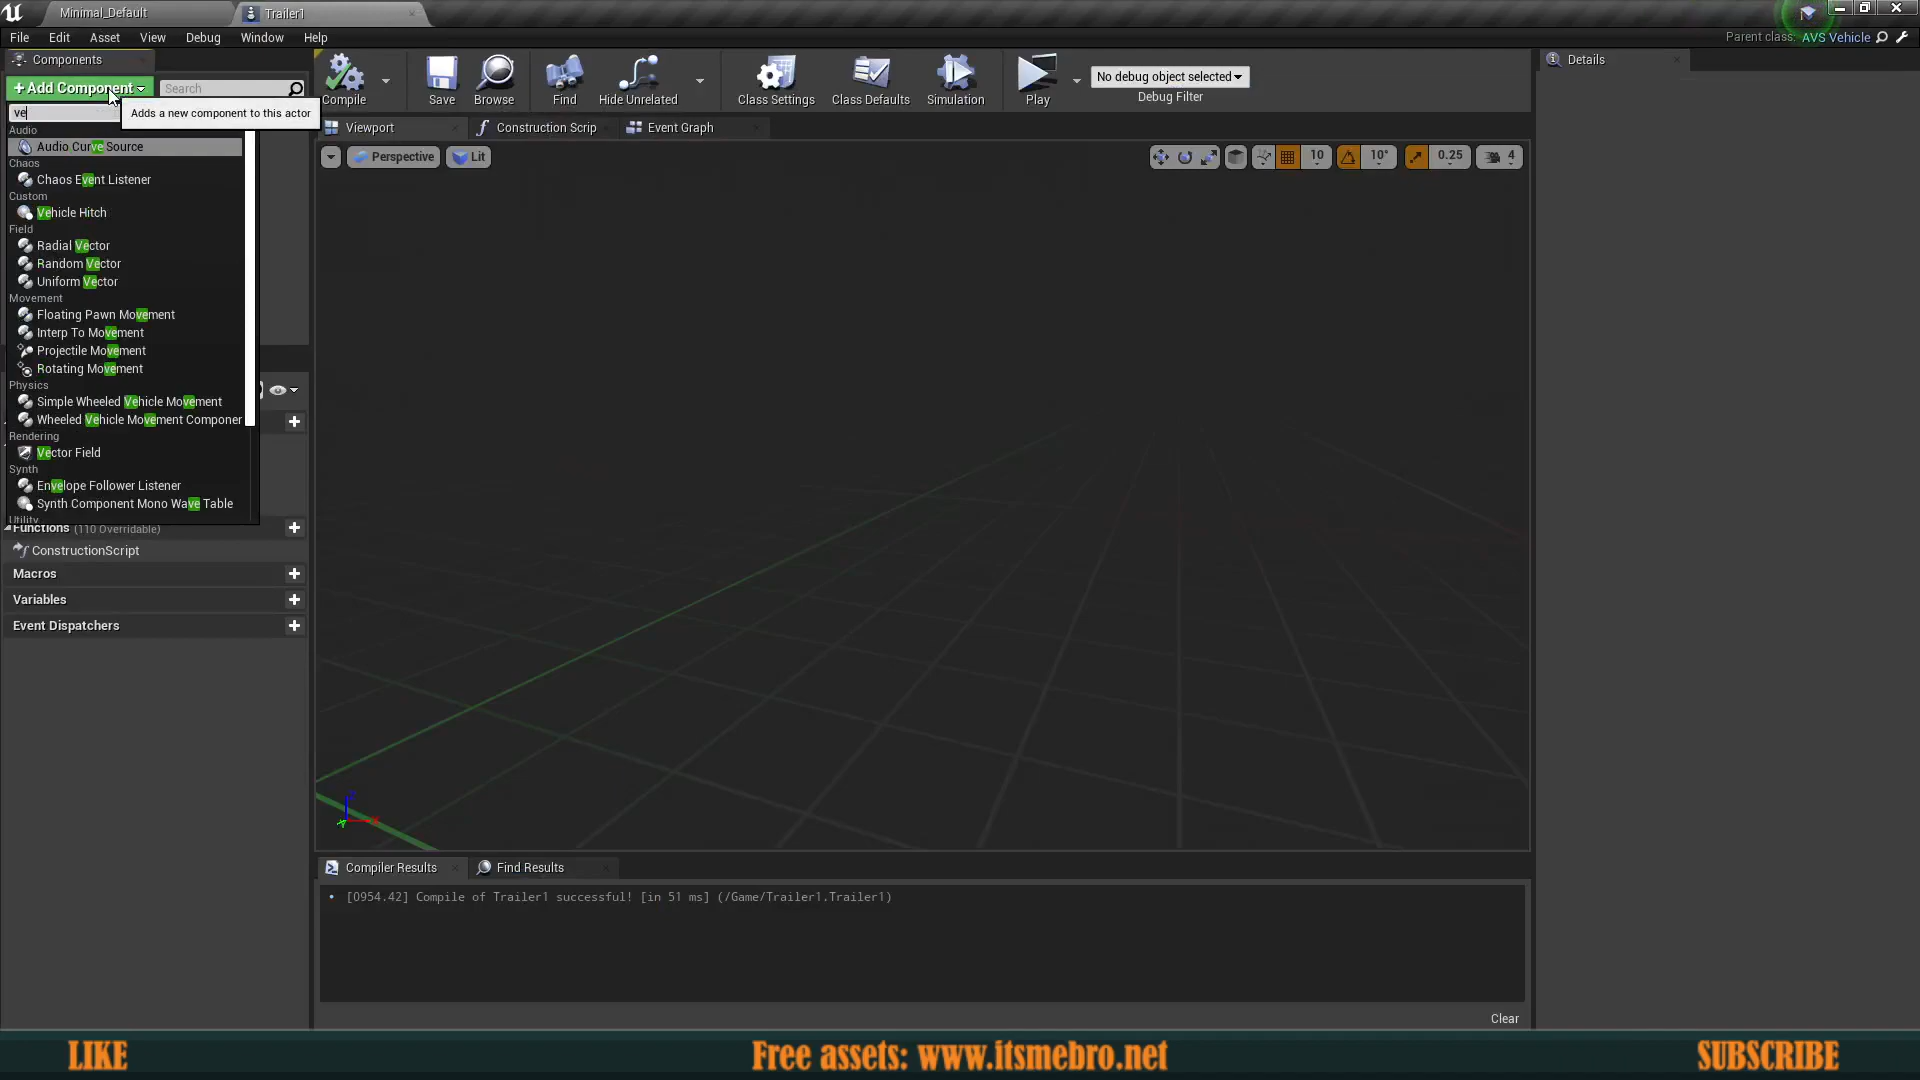 Minimal_Default
Trailer1
File Edit Asset View Debug Window Help
Parent class: AVS Vehicle
Components
+Add Component
Search
ve
Adds a new component to this actor
Audio
Audio Curve Source
Chaos
Chaos Event Listener
Custom
Vehicle Hitch
Field
Radial Vector
Random Vector
Uniform Vector
Movement
Floating Pawn Movement
Interp To Movement
Projectile Movement
Rotating Movement
Physics
Simple Wheeled Vehicle Movement
Wheeled Vehicle Movement Componer
Rendering
Vector Field
Synth
Envelope Follower Listener
Synth Component Mono Wave Table
Utility
Functions (110 Overridable)
ConstructionScript
Macros
Variables
Event Dispatchers
Compile
Save
Browse
Find
Hide Unrelated
Class Settings
Class Defaults
Simulation
Play
No debug object selected
Debug Filter
Viewport
Construction Scrip
Event Graph
Perspective
Lit
10
10°
0.25
4
Details
Compiler Results
Find Results
• [0954.42] Compile of Trailer1 successful! [in 51 ms] (/Game/Trailer1.Trailer1)
Clear
LIKE
Free assets: www.itsmebro.net
SUBSCRIBE